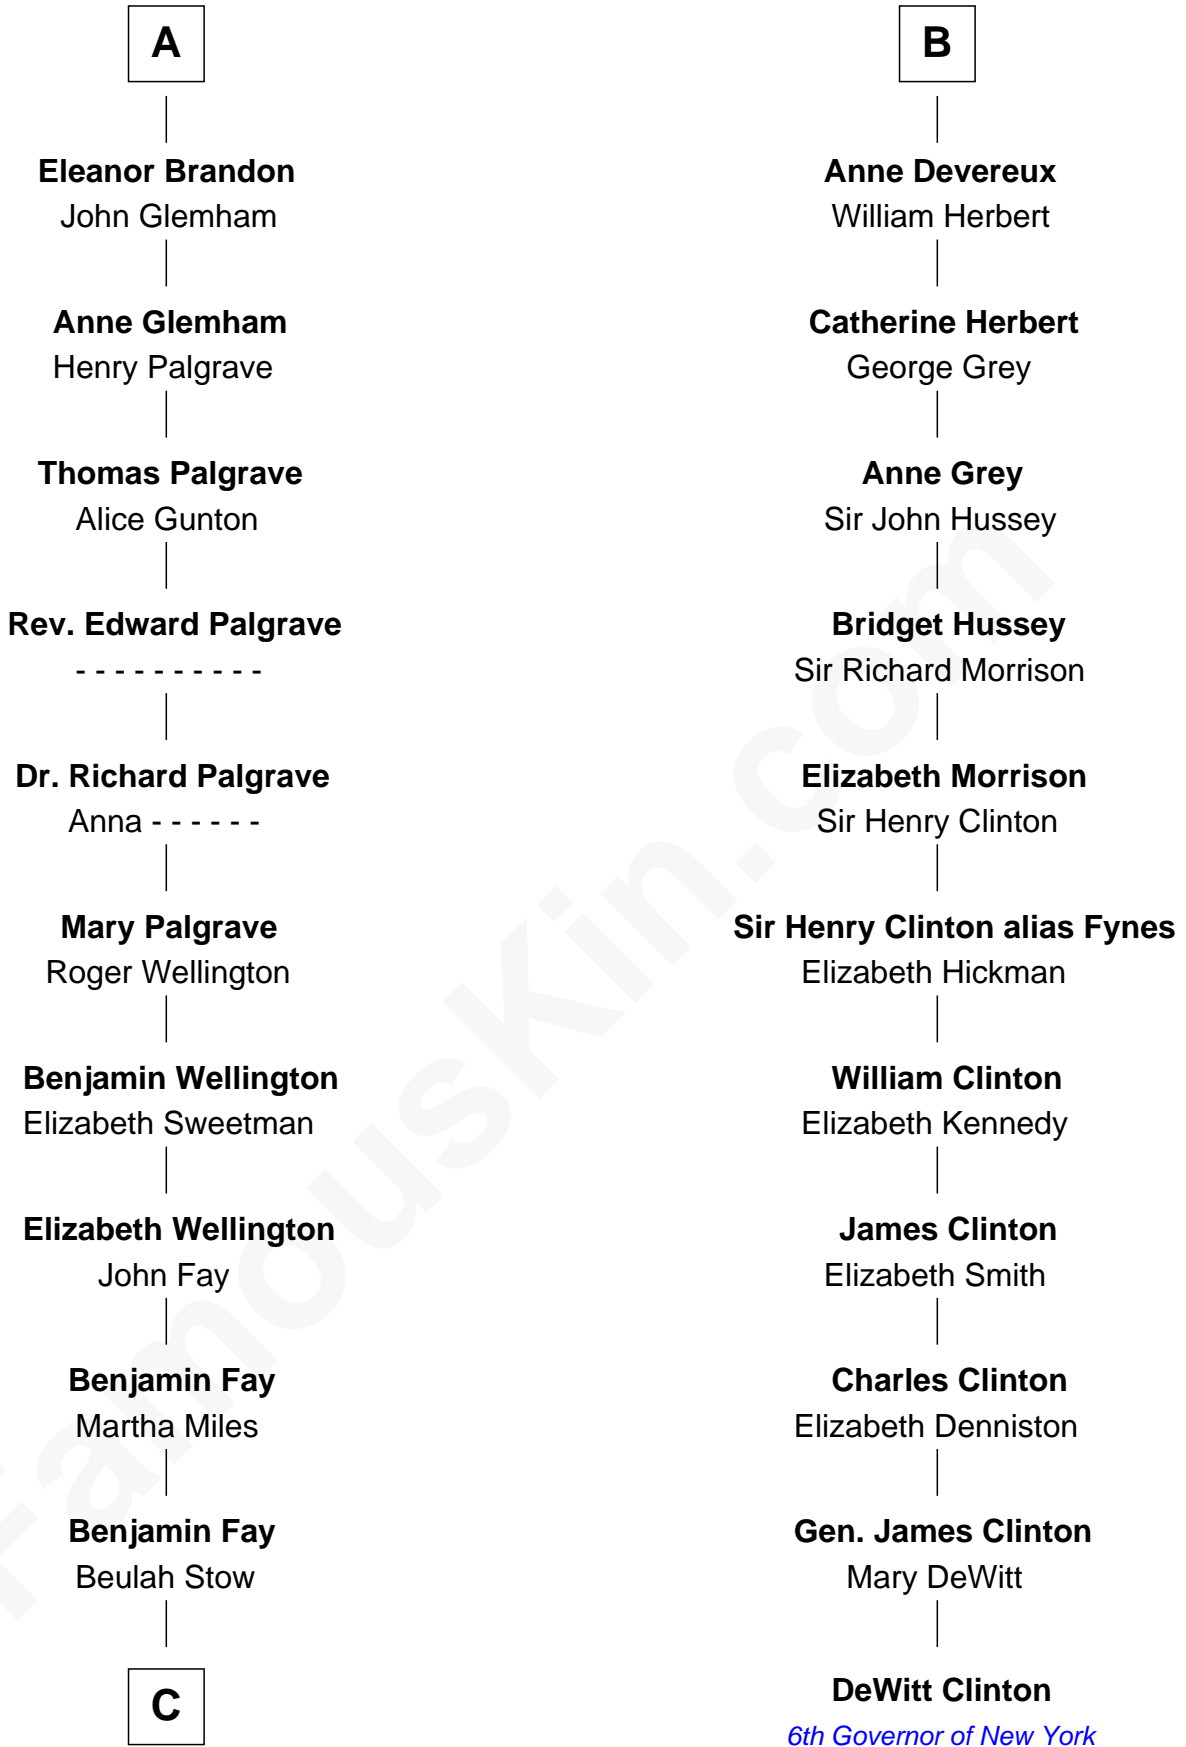 A
Eleanor Brandon
John Glemham
Anne Glemham
Henry Palgrave
Thomas Palgrave
Alice Gunton
Rev. Edward Palgrave
- - - - - - - - - -
Dr. Richard Palgrave
Anna - - - - - -
Mary Palgrave
Roger Wellington
Benjamin Wellington
Elizabeth Sweetman
Elizabeth Wellington
John Fay
Benjamin Fay
Martha Miles
Benjamin Fay
Beulah Stow
C
B
Anne Devereux
William Herbert
Catherine Herbert
George Grey
Anne Grey
Sir John Hussey
Bridget Hussey
Sir Richard Morrison
Elizabeth Morrison
Sir Henry Clinton
Sir Henry Clinton alias Fynes
Elizabeth Hickman
William Clinton
Elizabeth Kennedy
James Clinton
Elizabeth Smith
Charles Clinton
Elizabeth Denniston
Gen. James Clinton
Mary DeWitt
DeWitt Clinton
6th Governor of New York
FamousKin.com